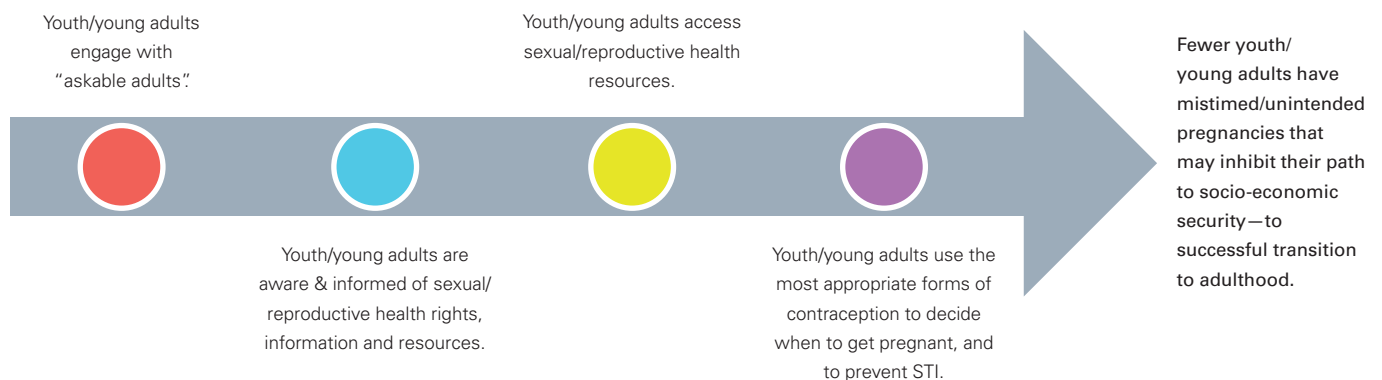 Youth/young adults
engage with
“askable adults”.
Youth/young adults are
aware & informed of sexual/
reproductive health rights,
information and resources.
Youth/young adults access
sexual/reproductive health
resources.
Youth/young adults use the
most appropriate forms of
contraception to decide
when to get pregnant, and
to prevent STI.
Fewer youth/
young adults have
mistimed/unintended
pregnancies that
may inhibit their path
to socio-economic
security—to
successful transition
to adulthood.